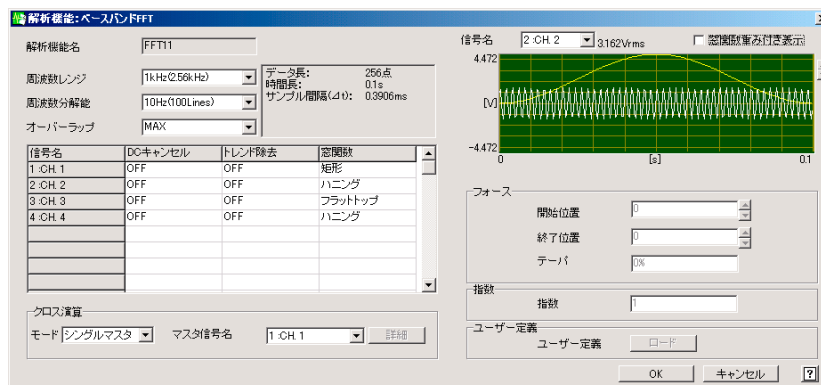 解析機能:ベースバンドFFT
解析機能名 FFT11
周波数レンジ 1kHz(2.56kHz)
周波数分解能 10Hz(100Lines)
オーバーラップ MAX
データ長: 256点
時間長: 0.1s
サンプル間隔(⊿t): 0.3906ms
信号名 DCキャンセル トレンド除去 窓関数
1 :CH. 1 OFF OFF 矩形
2 :CH. 2 OFF OFF ハニング
3 :CH. 3 OFF OFF フラットトップ
4 :CH. 4 OFF OFF ハニング
クロス演算
モード シングルマスタ マスタ信号名 1 :CH. 1 詳細
信号名 2 :CH. 2 3.162Vrms 窓関数重み付き表示
4.472
[V]
-4.472
0 [s] 0.1
フォース
開始位置 0
終了位置 0
テーパ 0%
指数
指数 1
ユーザー定義
ユーザー定義 ロード
OK キャンセル ?